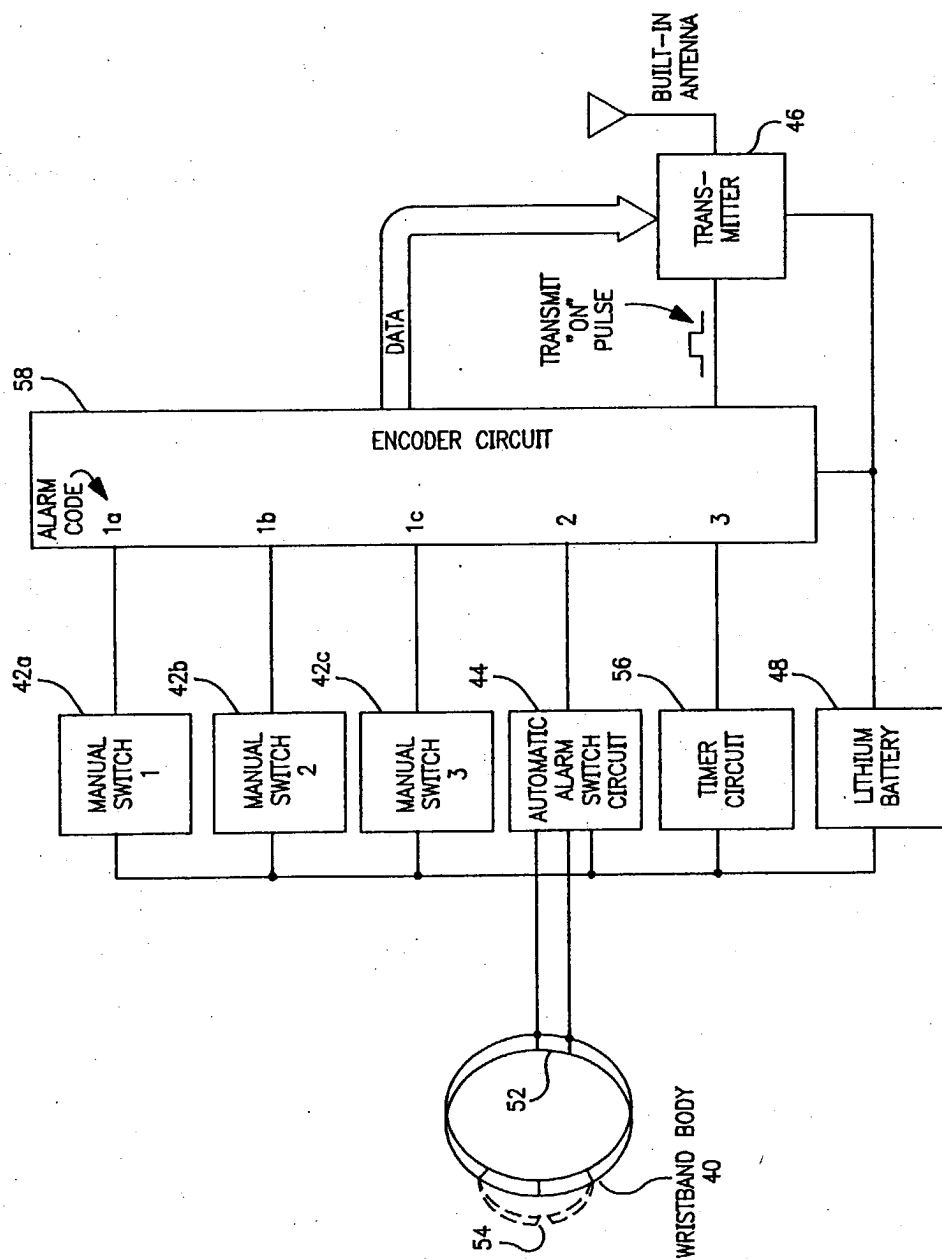 58
ALARM
CODE
1a
1b
1c
2
3
ENCODER CIRCUIT
DATA
TRANSMIT
"ON"
PULSE
BUILT-IN
ANTENNA
TRANS-
MITTER
46
42a
MANUAL
SWITCH
1
42b
MANUAL
SWITCH
2
42c
MANUAL
SWITCH
3
44
AUTOMATIC
ALARM
SWITCH
CIRCUIT
56
TIMER
CIRCUIT
48
LITHIUM
BATTERY
52
54
WRISTBAND BODY
40